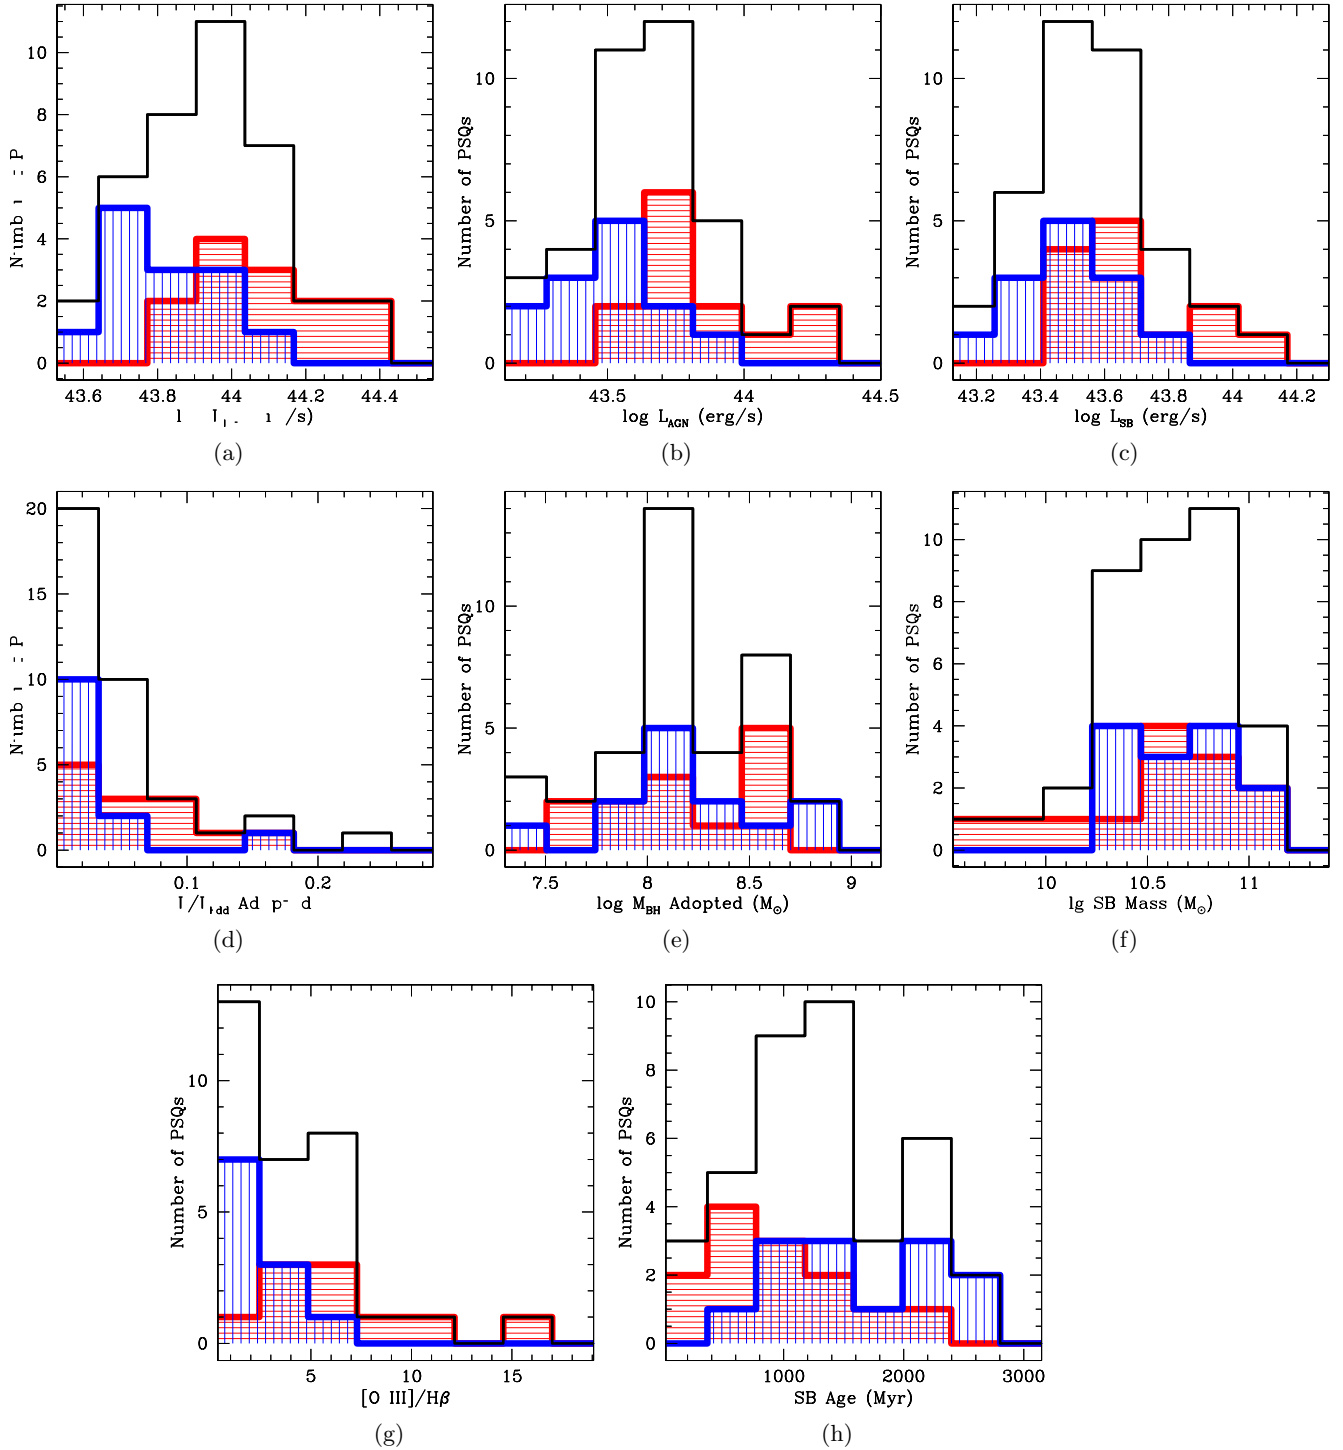 10
8
6
4
2
0
43.6 43.8 44 44.2 44.4
/s)
(a)
Number of PSQs
10
5
0
43.5 44 44.5
log L_AGN (erg/s)
(b)
Number of PSQs
10
5
0
43.2 43.4 43.6 43.8 44 44.2
log L_SB (erg/s)
(c)
20
15
10
5
0
0.1 0.2
(d)
Number of PSQs
10
5
0
7.5 8 8.5 9
log M_BH Adopted (M_⊙)
(e)
Number of PSQs
10
8
6
4
2
0
10 10.5 11
lg SB Mass (M_⊙)
(f)
Number of PSQs
10
5
0
5 10 15
[O III]/Hβ
(g)
Number of PSQs
10
8
6
4
2
0
1000 2000 3000
SB Age (Myr)
(h)